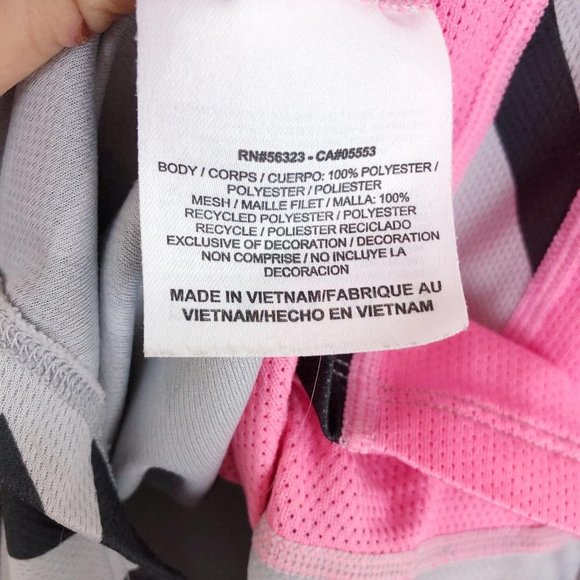 RN#56323 - CA#05553
BODY / CORPS / CUERPO: 100% POLYESTER /
POLYESTER / POLIESTER
MESH / MAILLE FILET / MALLA: 100%
RECYCLED POLYESTER / POLYESTER
RECYCLE / POLIESTER RECICLADO
EXCLUSIVE OF DECORATION / DECORATION
NON COMPRISE / NO INCLUYE LA
DECORACION
MADE IN VIETNAM/FABRIQUE AU
VIETNAM/HECHO EN VIETNAM